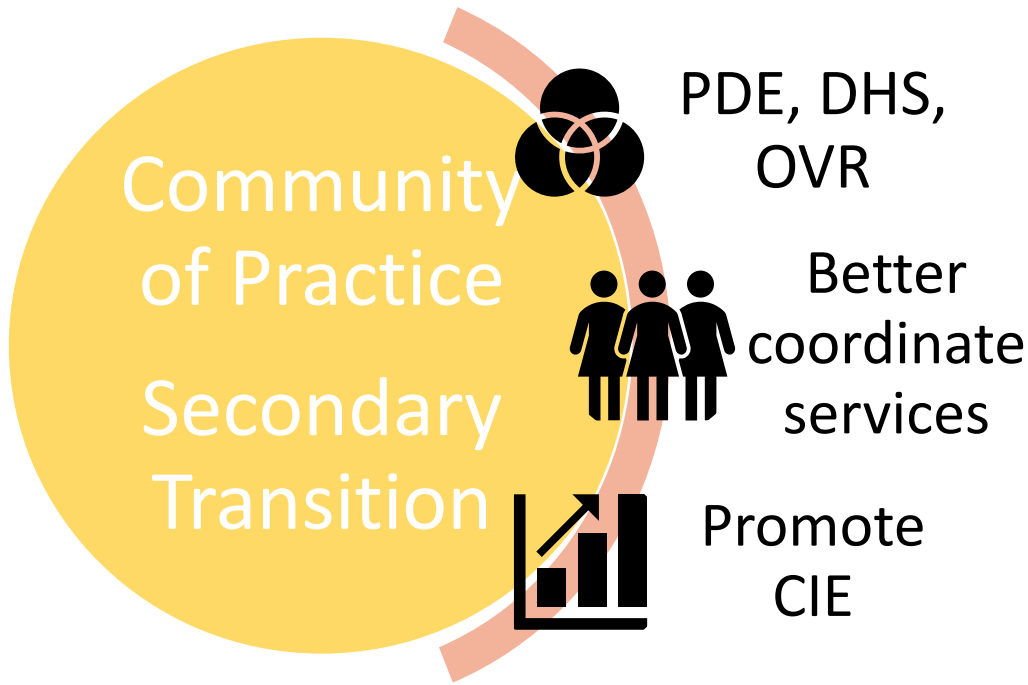 Community
of Practice
Secondary
Transition
PDE, DHS,
OVR
Better
coordinate
services
Promote
CIE